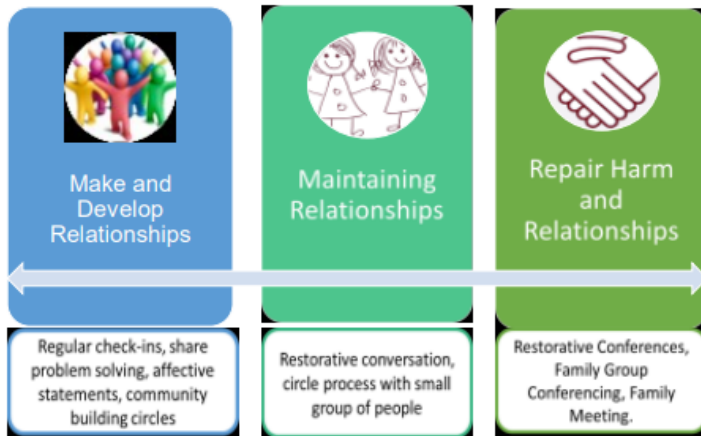 Make and
Develop
Relationships
Maintaining
Relationships
Repair Harm
and
Relationships
Regular check-ins, share
problem solving, affective
statements, community
building circles
Restorative conversation,
circle process with small
group of people
Restorative Conferences,
Family Group
Conferencing, Family
Meeting.